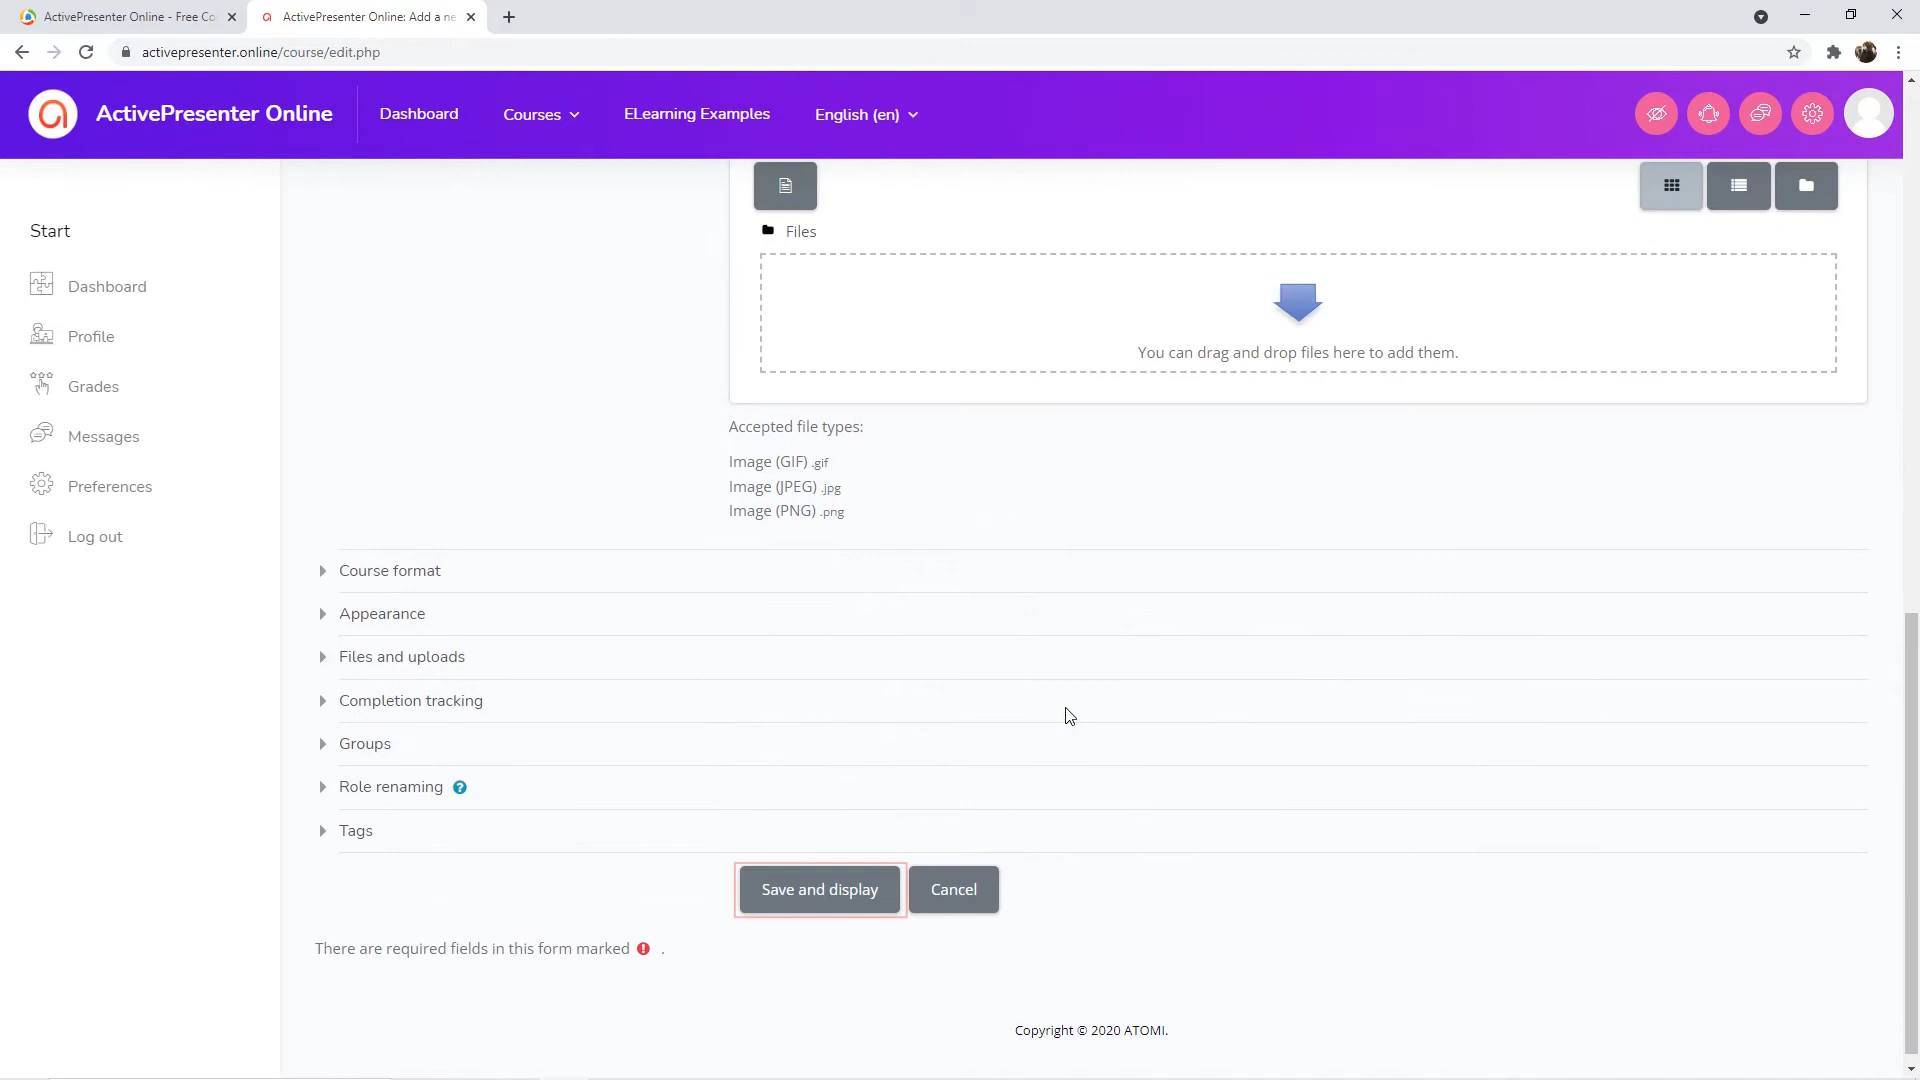 ActivePresenter Online - Free Co
ActivePresenter Online: Add a ne
activepresenter.online/course/edit.php
ActivePresenter Online
Dashboard
Courses
ELearning Examples
English (en)
Start
Dashboard
Profile
Grades
Messages
Preferences
Log out
Files
You can drag and drop files here to add them.
Accepted file types:
Image (GIF) .gif
Image (JPEG) .jpg
Image (PNG) .png
Course format
Appearance
Files and uploads
Completion tracking
Groups
Role renaming
Tags
Save and display
Cancel
There are required fields in this form marked .
Copyright © 2020 ATOMI.